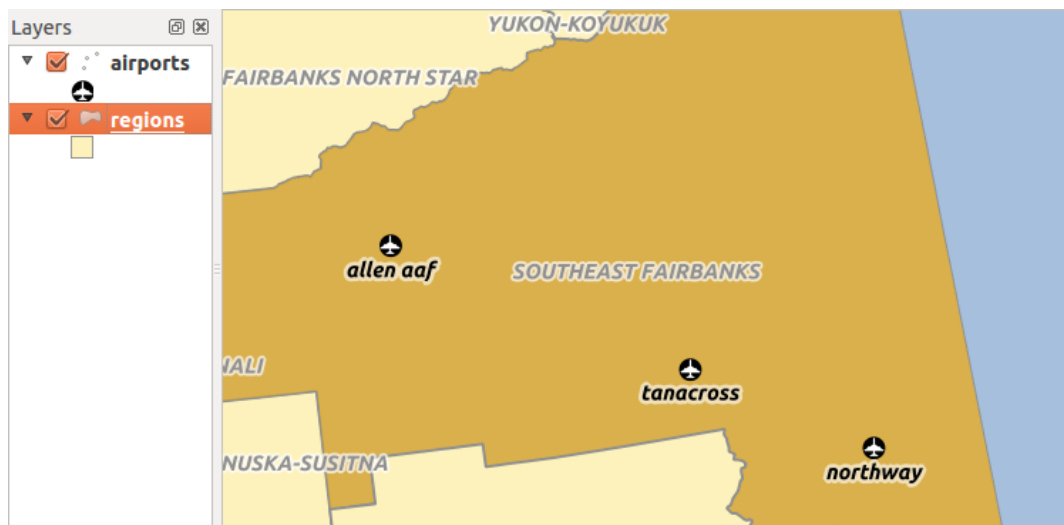 Layers
airports
regions
YUKON-KOYUKUK
FAIRBANKS NORTH STAR
allen aaf
SOUTHEAST FAIRBANKS
NALI
tanacross
NUSKA-SUSITNA
northway